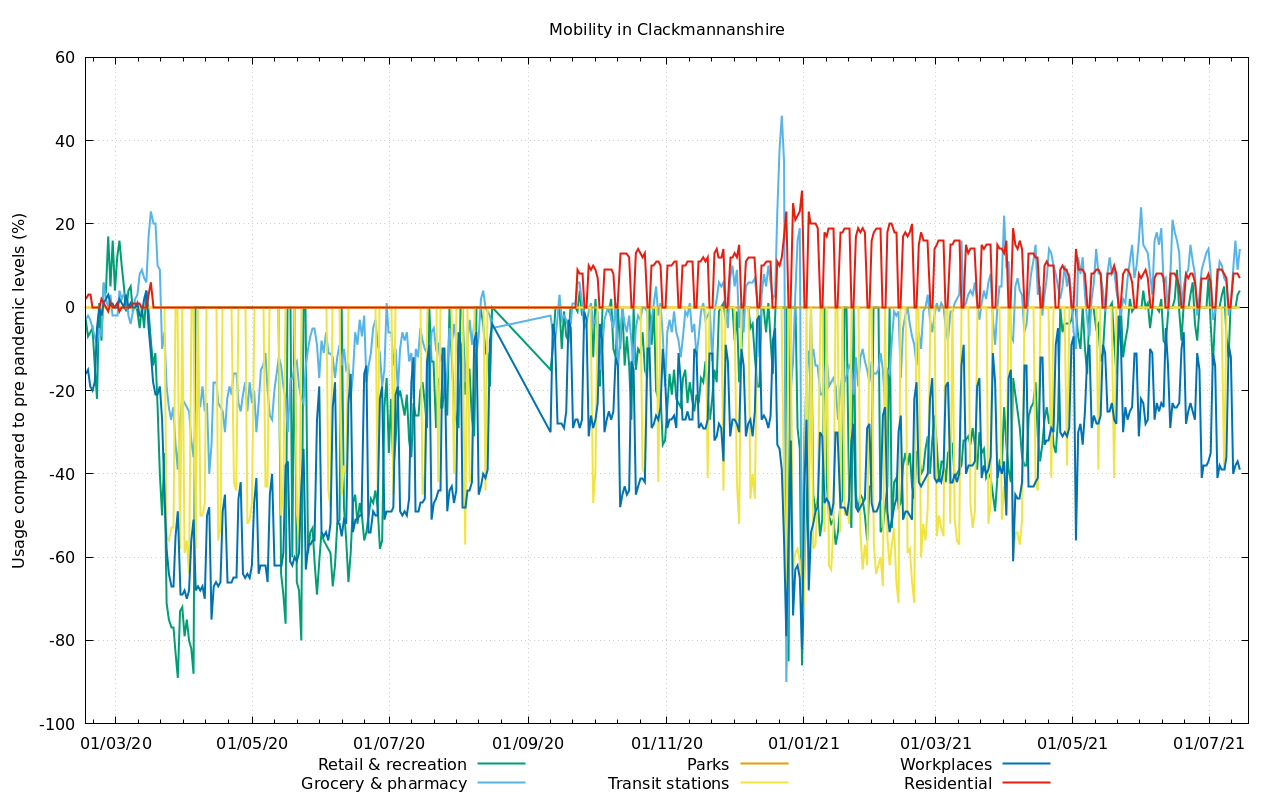 Mobility in Clackmannanshire
Usage compared to pre pandemic levels (%)
60
40
20
0
-20
-40
-60
-80
-100
01/03/20 01/05/20 01/07/20 01/09/20 01/11/20 01/01/21 01/03/21 01/05/21 01/07/21
Retail & recreation Parks Workplaces
Grocery & pharmacy Transit stations Residential